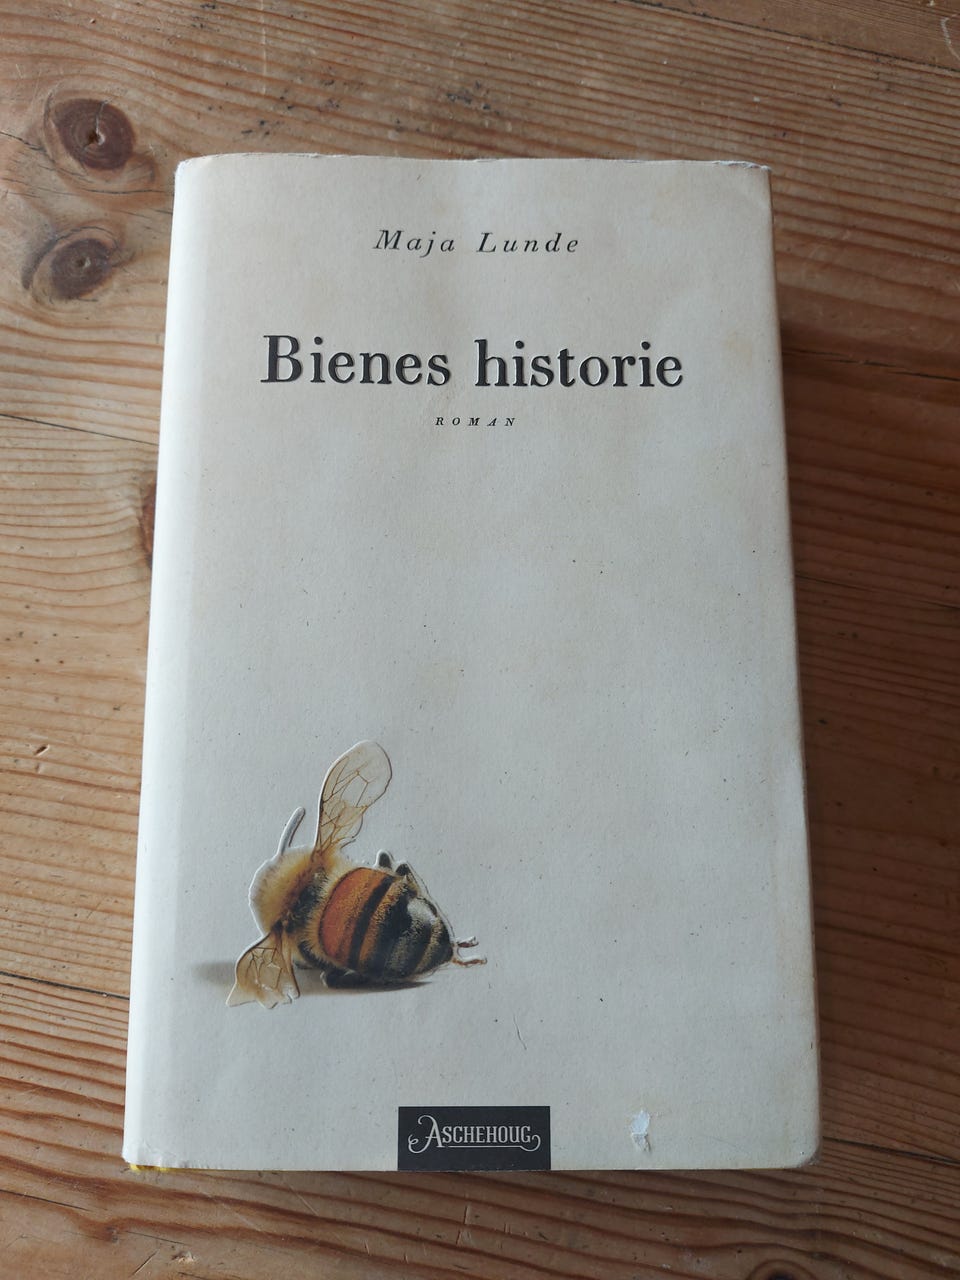 Maja Lunde
Bienes historie
ROMAN
ASCHEHOUG